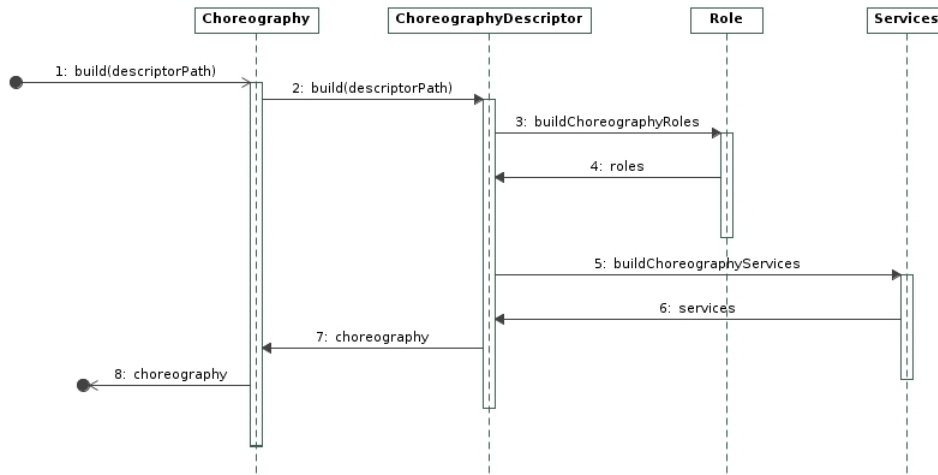 Choreography ChoreographyDescriptor Role Services
1: build(descriptorPath)
2: build(descriptorPath)
3: buildChoreographyRoles
4: roles
5: buildChoreographyServices
6: services
7: choreography
8: choreography